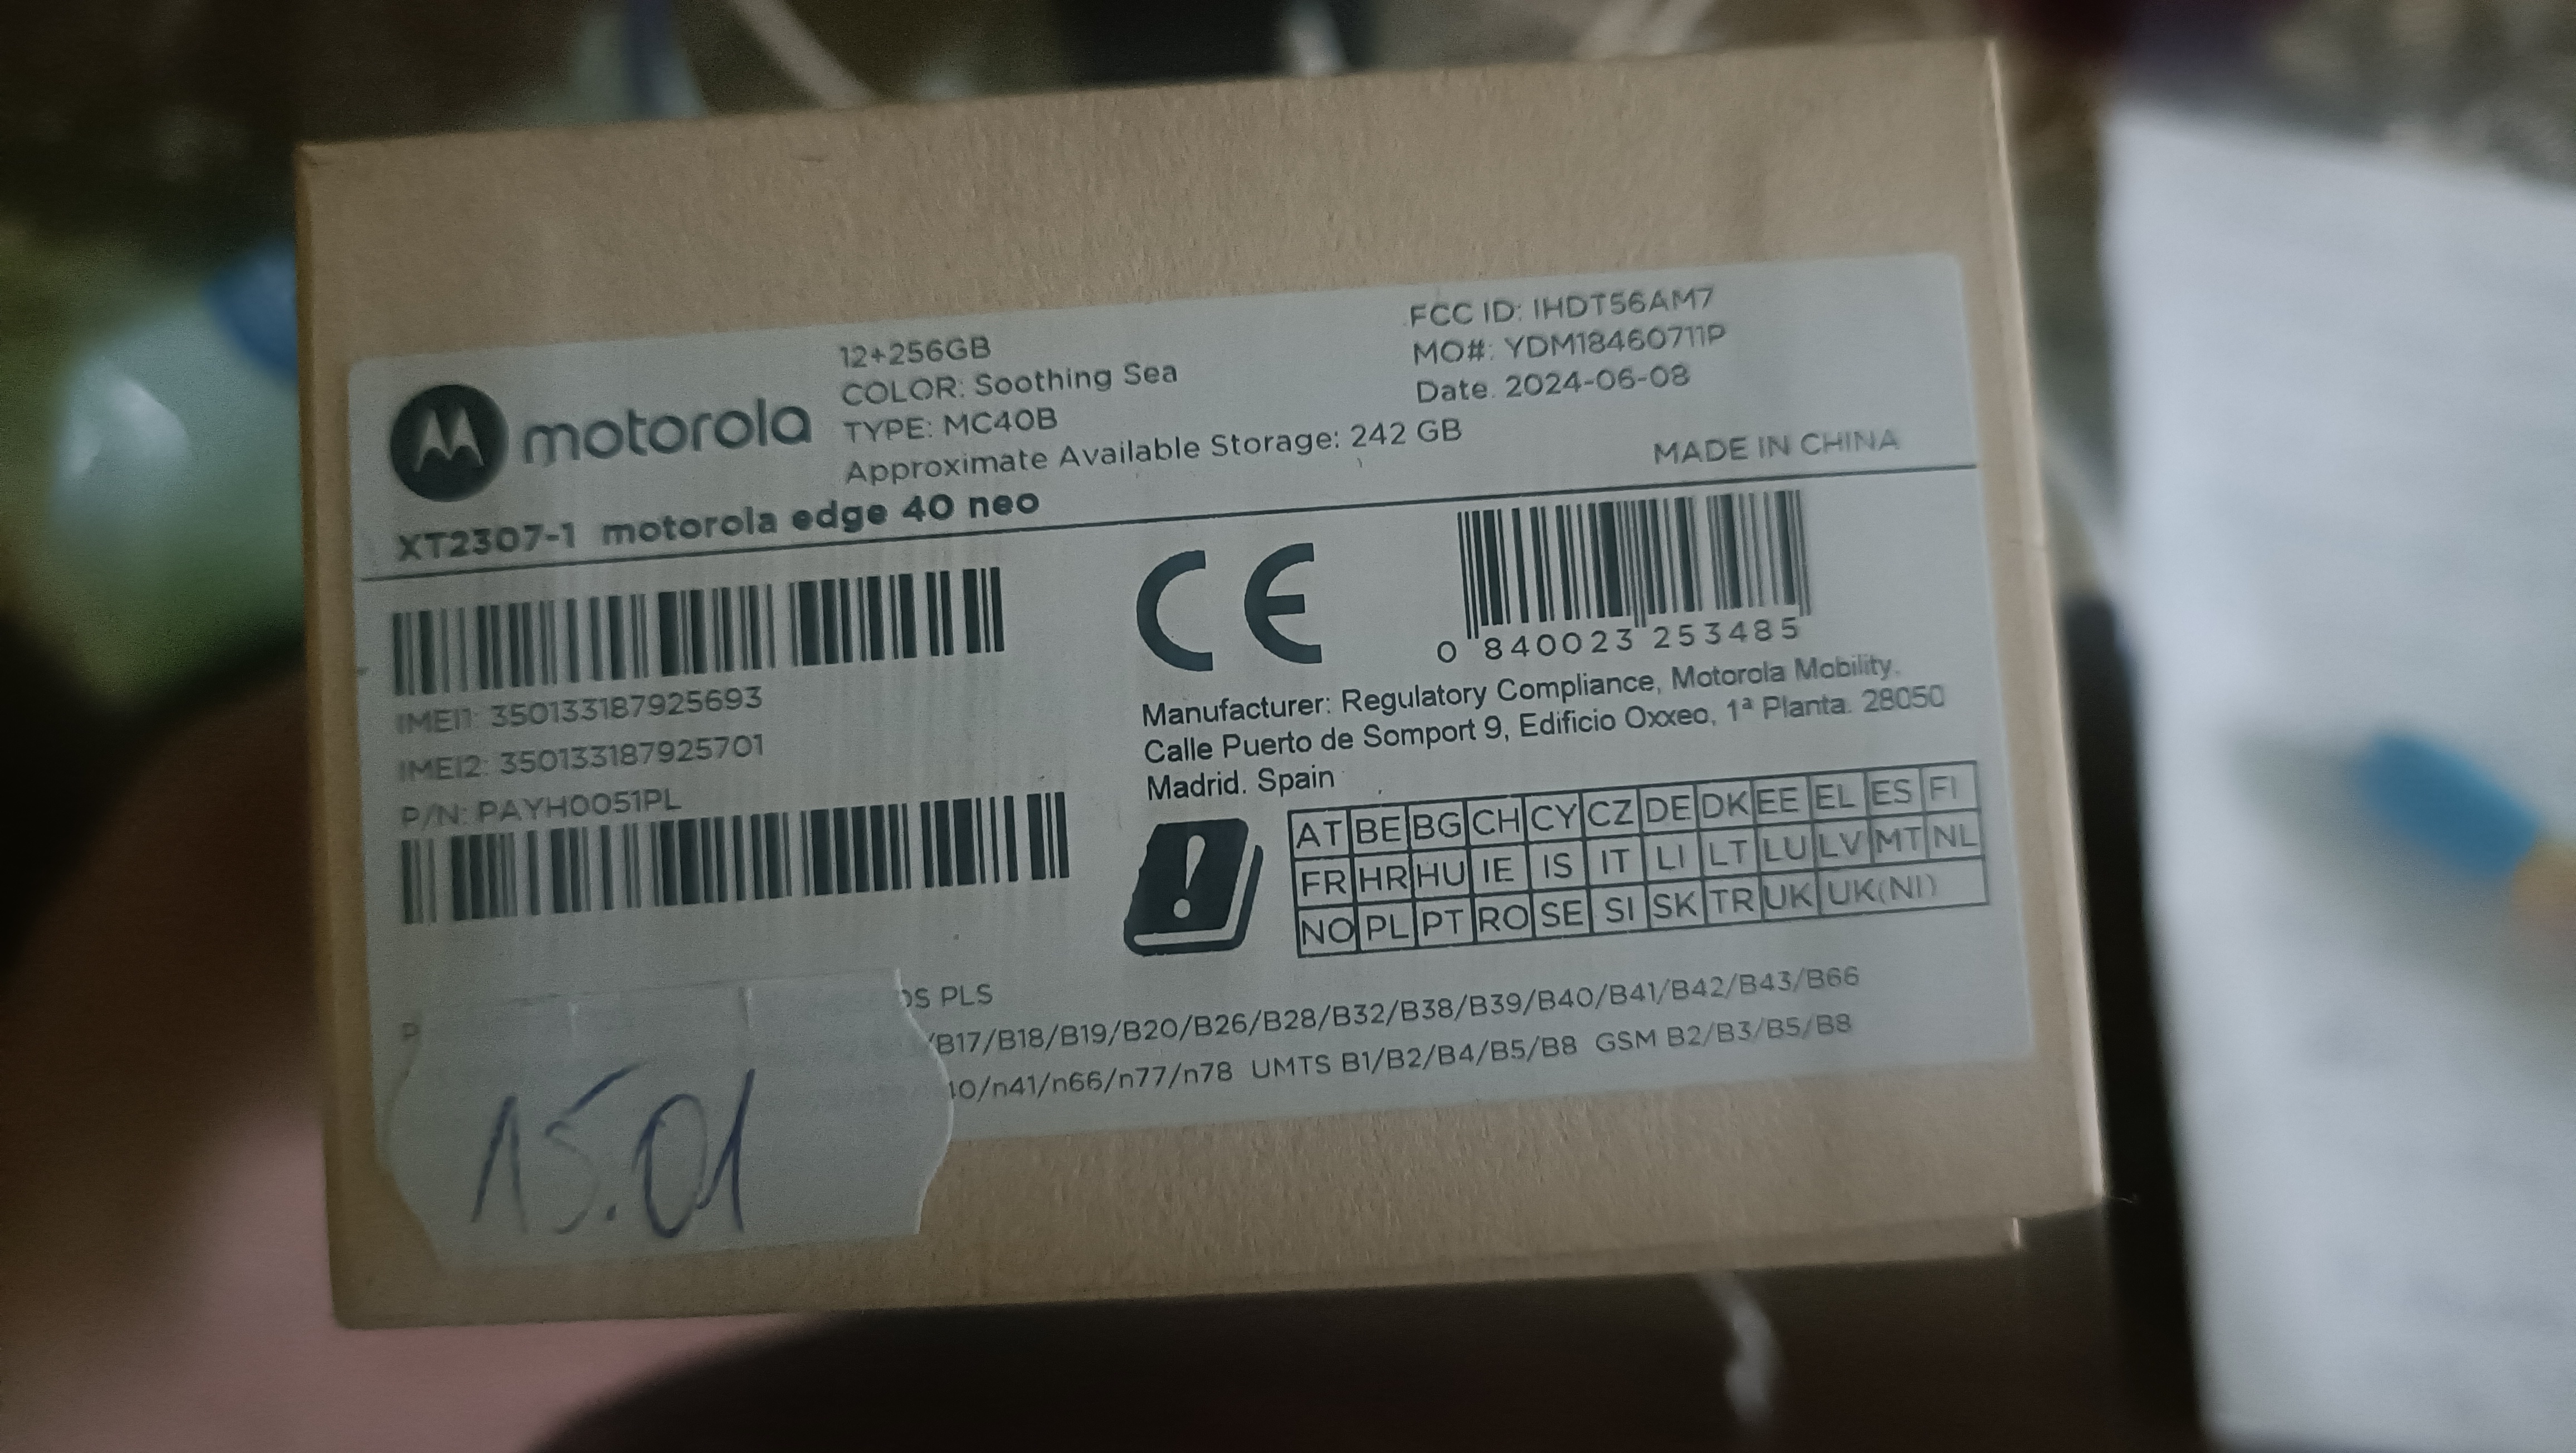 12+256GB
COLOR: Soothing Sea
TYPE: MC40B
Approximate Available Storage: 242 GB
FCC ID: IHDT56AM7
MO#: YDM18460711P
Date. 2024-06-08
MADE IN CHINA
motorola
XT2307-1 motorola edge 40 neo
IMEI1: 350133187925693
IMEI2: 350133187925701
P/N: PAYH0051PL
CE
0 840023 253485
Manufacturer: Regulatory Compliance, Motorola Mobility.
Calle Puerto de Somport 9, Edificio Oxxeo, 1ª Planta. 28050
Madrid. Spain
AT BE BG CH CY CZ DE DK EE EL ES FI
FR HR HU IE IS IT LI LT LU LV MT NL
NO PL PT RO SE SI SK TR UK UK(NI)
PLS
/B17/B18/B19/B20/B26/B28/B32/B38/B39/B40/B41/B42/B43/B66
/n41/n66/n77/n78 UMTS B1/B2/B4/B5/B8 GSM B2/B3/B5/B8
15.01